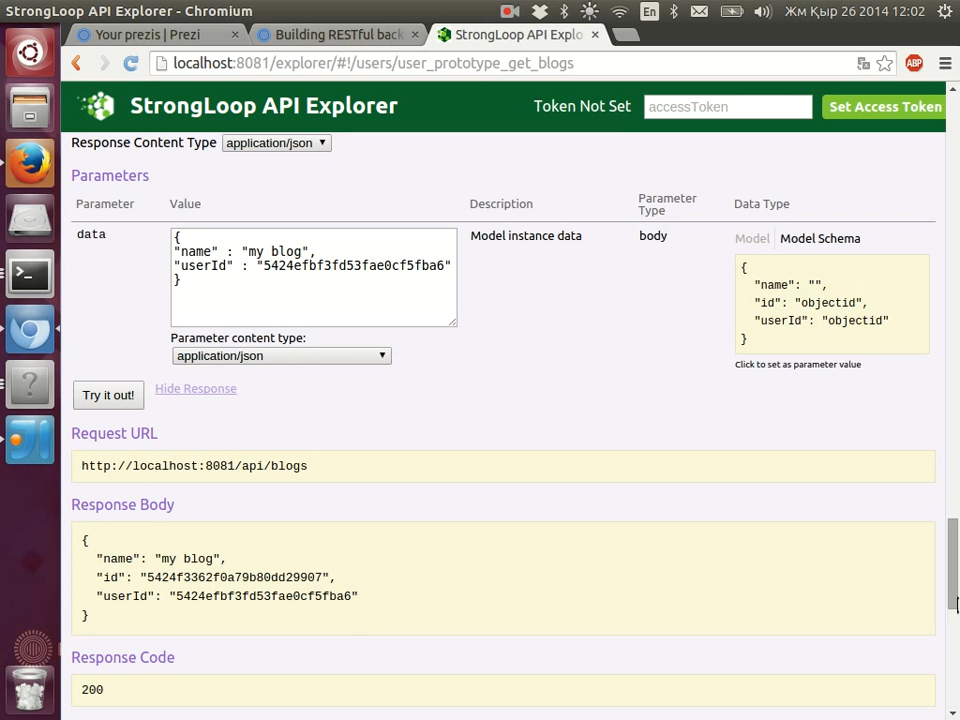 StrongLoop API Explorer - Chromium
En
Жм Қыр 26 2014 12:02
Your prezis | Prezi ×
Building RESTful back ×
StrongLoop API Explo ×
localhost:8081/explorer/#!/users/user_prototype_get_blogs
ABP
StrongLoop API Explorer
Token Not Set
accessToken
Set Access Token
Response Content Type application/json
Parameters
Parameter Value Description Parameter Type Data Type
data
{
"name" : "my blog",
"userId" : "5424efbf3fd53fae0cf5fba6"
}
Parameter content type:
application/json
Model instance data
body
Model Model Schema
{
"name": "",
"id": "objectid",
"userId": "objectid"
}
Click to set as parameter value
Try it out! Hide Response
Request URL
http://localhost:8081/api/blogs
Response Body
{
"name": "my blog",
"id": "5424f3362f0a79b80dd29907",
"userId": "5424efbf3fd53fae0cf5fba6"
}
Response Code
200